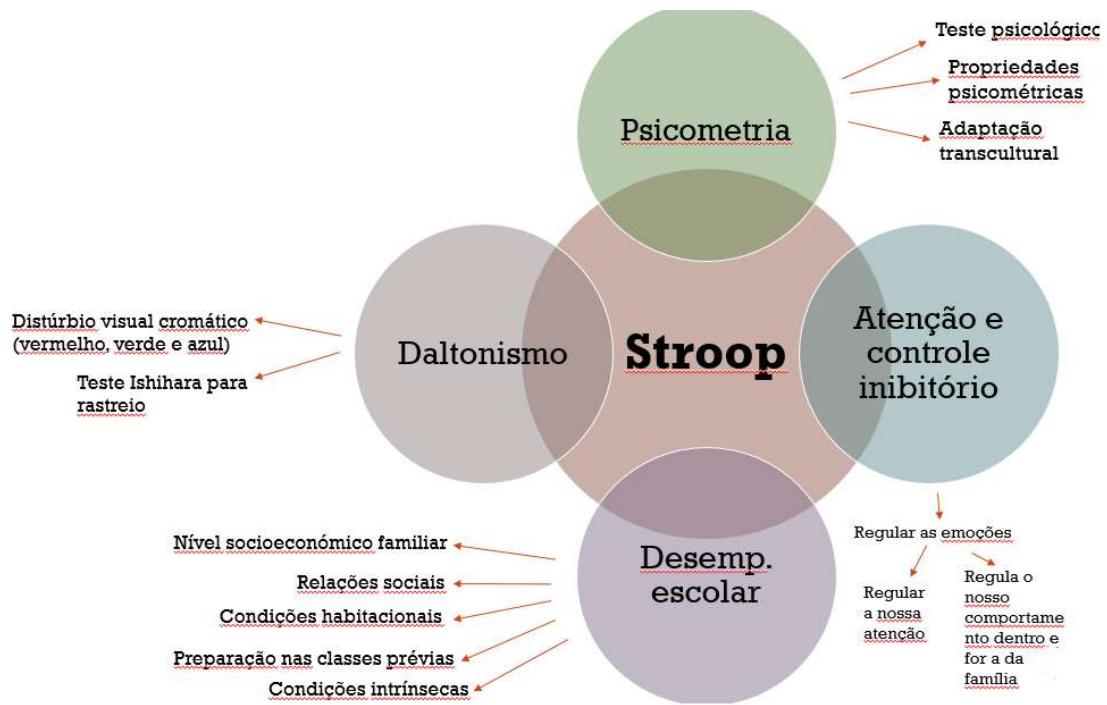 Teste psicológico
Propriedades
psicométricas
Adaptação
transcultural
Psicometria
Distúrbio visual cromático
(vermelho, verde e azul)
Teste Ishihara para
rastreio
Daltonismo
Stroop
Atenção e
controle
inibitório
Desemp.
escolar
Nível socioeconómico familiar
Relações sociais
Condições habitacionais
Preparação nas classes prévias
Condições intrínsecas
Regular as emoções
Regular
a nossa
atenção
Regula o
nosso
comportame
nto dentro e
for a da
família